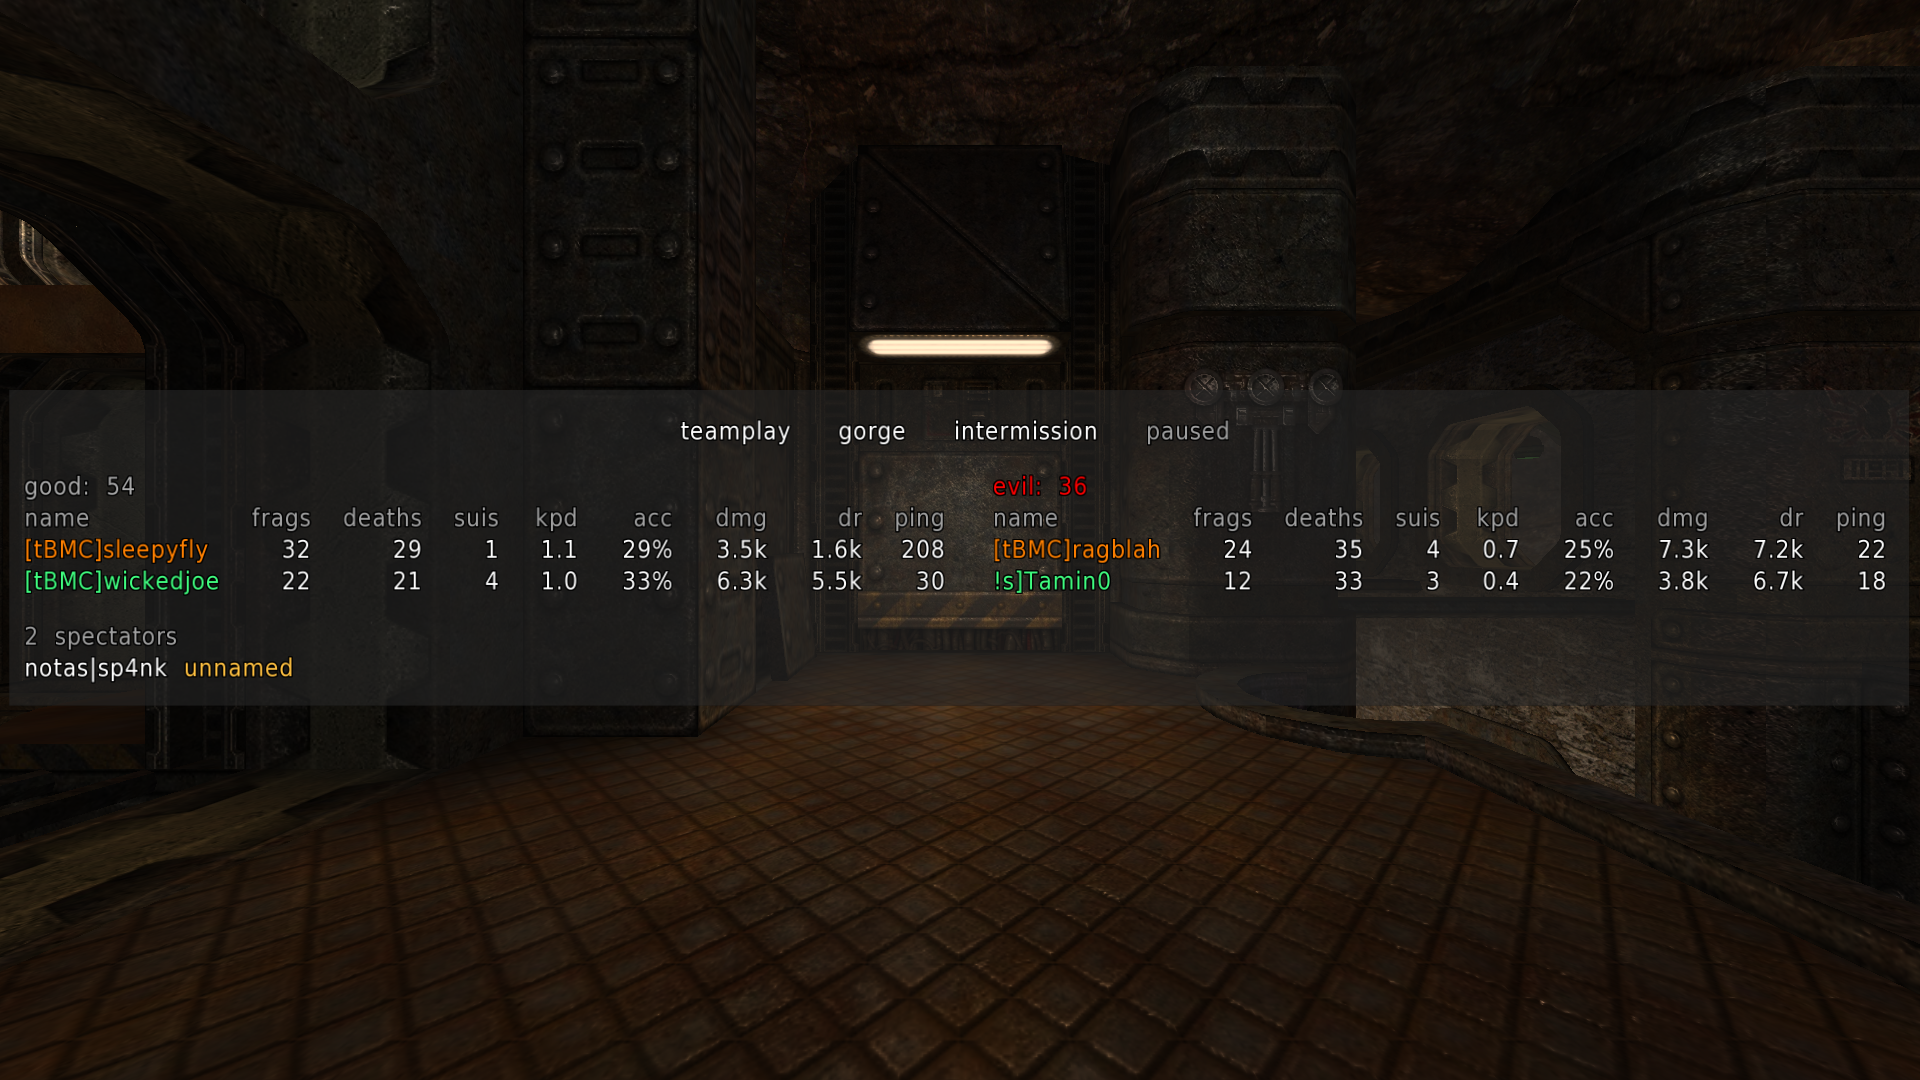 teamplay gorge intermission paused
good: 54
name frags deaths suis kpd acc dmg dr ping
[tBMC]sleepyfly 32 29 1 1.1 29% 3.5k 1.6k 208
[tBMC]wickedjoe 22 21 4 1.0 33% 6.3k 5.5k 30
evil: 36
name frags deaths suis kpd acc dmg dr ping
[tBMC]ragblah 24 35 4 0.7 25% 7.3k 7.2k 22
!s]Tamin0 12 33 3 0.4 22% 3.8k 6.7k 18
2 spectators
notas|sp4nk unnamed